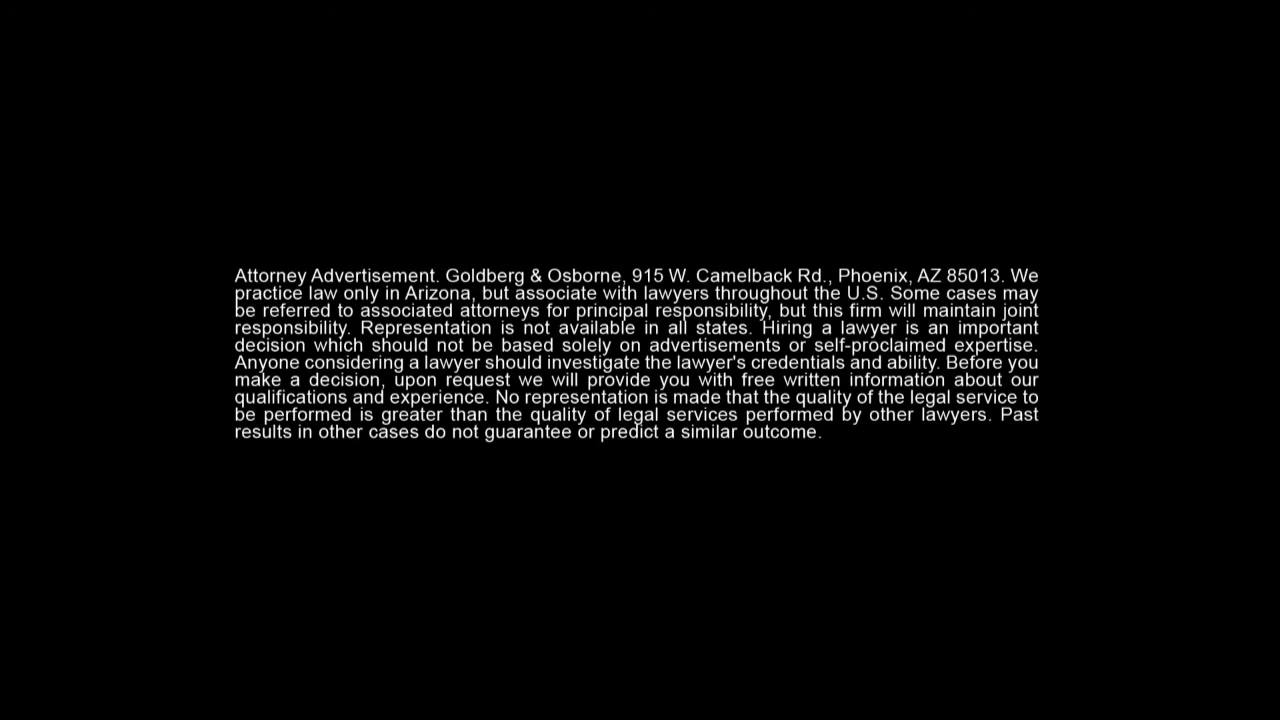 Attorney Advertisement. Goldberg & Osborne, 915 W. Camelback Rd., Phoenix, AZ 85013. We
practice law only in Arizona, but associate with lawyers throughout the U.S. Some cases may
be referred to associated attorneys for principal responsibility, but this firm will maintain joint
responsibility. Representation is not available in all states. Hiring a lawyer is an important
decision which should not be based solely on advertisements or self-proclaimed expertise.
Anyone considering a lawyer should investigate the lawyer's credentials and ability. Before you
make a decision, upon request we will provide you with free written information about our
qualifications and experience. No representation is made that the quality of the legal service to
be performed is greater than the quality of legal services performed by other lawyers. Past
results in other cases do not guarantee or predict a similar outcome.